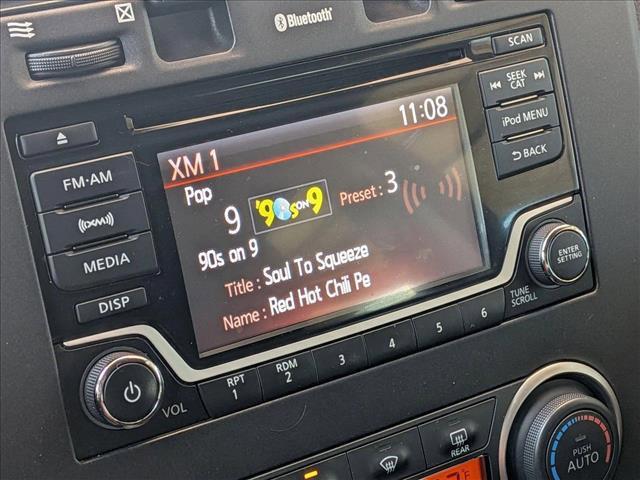 Bluetooth
SCAN
SEEK
CAT
iPod MENU
BACK
FM·AM
((XM))
MEDIA
DISP
XM 1
11:08
Pop
9
'90s ON 9
Preset : 3
90s on 9
Title : Soul To Squeeze
Name : Red Hot Chili Pe
ENTER
SETTING
TUNE
SCROLL
VOL
RPT
1
RDM
2
3
4
5
6
REAR
PUSH
AUTO